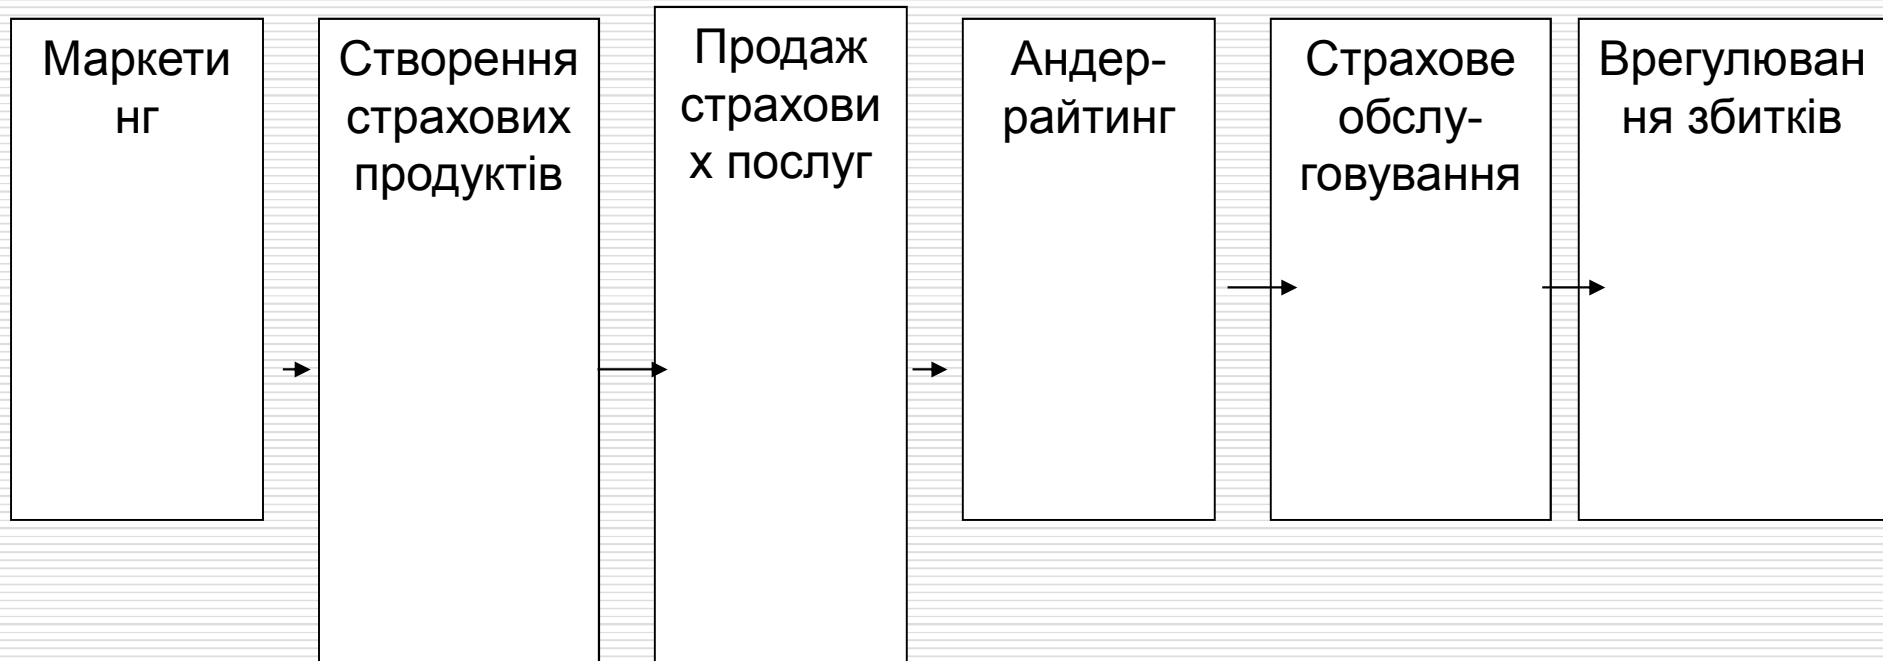 Маркети
нг
Створення
страхових
продуктів
Продаж
страхови
х послуг
Андер-
райтинг
Страхове
обслу-
говування
Врегулюван
ня збитків